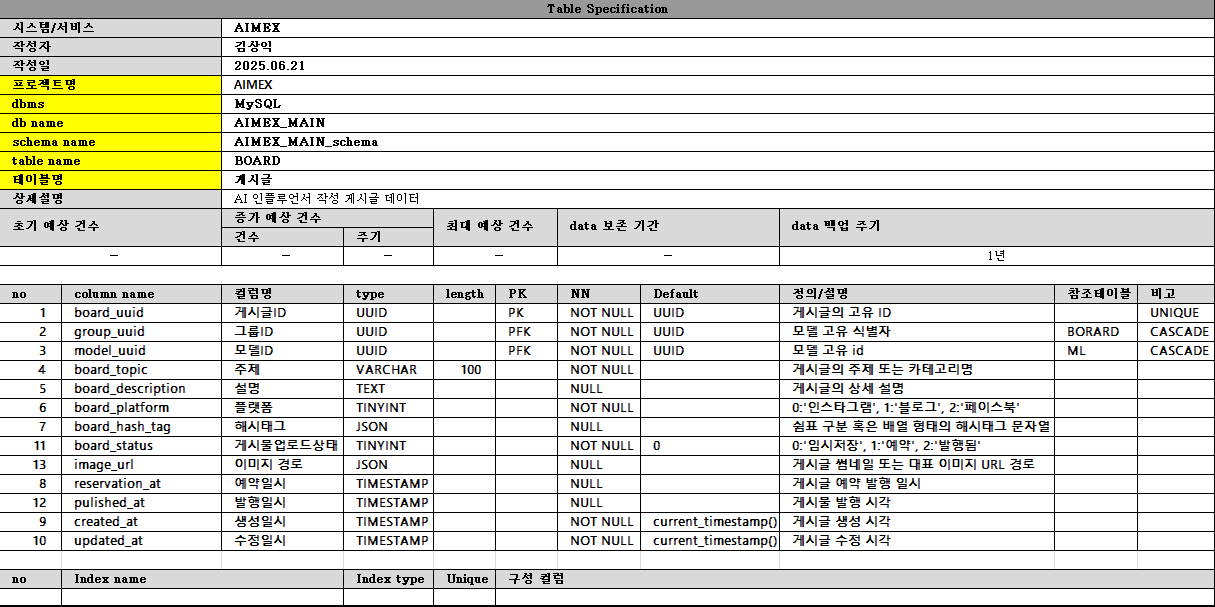 Table Specification
시스템/서비스 AIMEX
작성자 김상익
작성일 2025.06.21
프로젝트명 AIMEX
dbms MySQL
db name AIMEX_MAIN
schema name AIMEX_MAIN_schema
table name BOARD
테이블명 게시글
상세설명 AI 인플루언서 작성 게시글 데이터
초기 예상 건수 증가 예상 건수 최대 예상 건수 data 보존 기간 data 백업 주기
건수 주기
– – – – – 1년
no column name 컬럼명 type length PK NN Default 정의/설명 참조테이블 비고
1 board_uuid 게시글ID UUID PK NOT NULL UUID 게시글의 고유 ID UNIQUE
2 group_uuid 그룹ID UUID PFK NOT NULL UUID 모델 고유 식별자 BORARD CASCADE
3 model_uuid 모델ID UUID PFK NOT NULL UUID 모델 고유 id ML CASCADE
4 board_topic 주제 VARCHAR 100 NOT NULL 게시글의 주제 또는 카테고리명
5 board_description 설명 TEXT NULL 게시글의 상세 설명
6 board_platform 플랫폼 TINYINT NOT NULL 0:'인스타그램', 1:'블로그', 2:'페이스북'
7 board_hash_tag 해시태그 JSON NULL 쉼표 구분 혹은 배열 형태의 해시태그 문자열
11 board_status 게시물업로드상태 TINYINT NOT NULL 0 0:'임시저장', 1:'예약', 2:'발행됨'
13 image_url 이미지 경로 JSON NULL 게시글 썸네일 또는 대표 이미지 URL 경로
8 reservation_at 예약일시 TIMESTAMP NULL 게시글 예약 발행 일시
12 pulished_at 발행일시 TIMESTAMP NULL 게시물 발행 시각
9 created_at 생성일시 TIMESTAMP NOT NULL current_timestamp() 게시글 생성 시각
10 updated_at 수정일시 TIMESTAMP NOT NULL current_timestamp() 게시글 수정 시각
no Index name Index type Unique 구성 컬럼